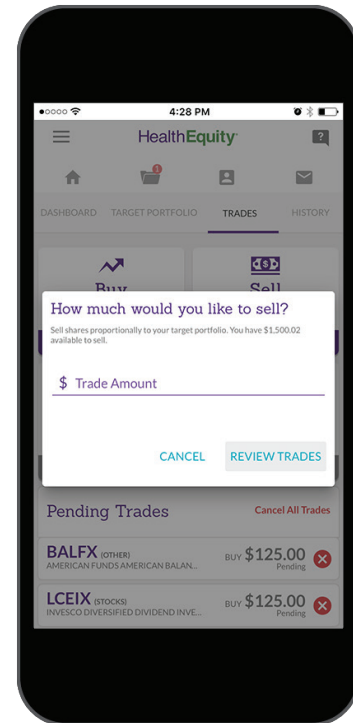 4:28 PM
HealthEquity
?
1
DASHBOARD TARGET PORTFOLIO TRADES HISTORY
Buy Sell
How much would you like to sell?
Sell shares proportionally to your target portfolio. You have $1,500.02
available to sell.
$ Trade Amount
CANCEL REVIEW TRADES
Pending Trades Cancel All Trades
BALFX (OTHER) BUY $125.00
AMERICAN FUNDS AMERICAN BALAN... Pending
LCEIX (STOCKS) BUY $125.00
INVESCO DIVERSIFIED DIVIDEND INVE... Pending